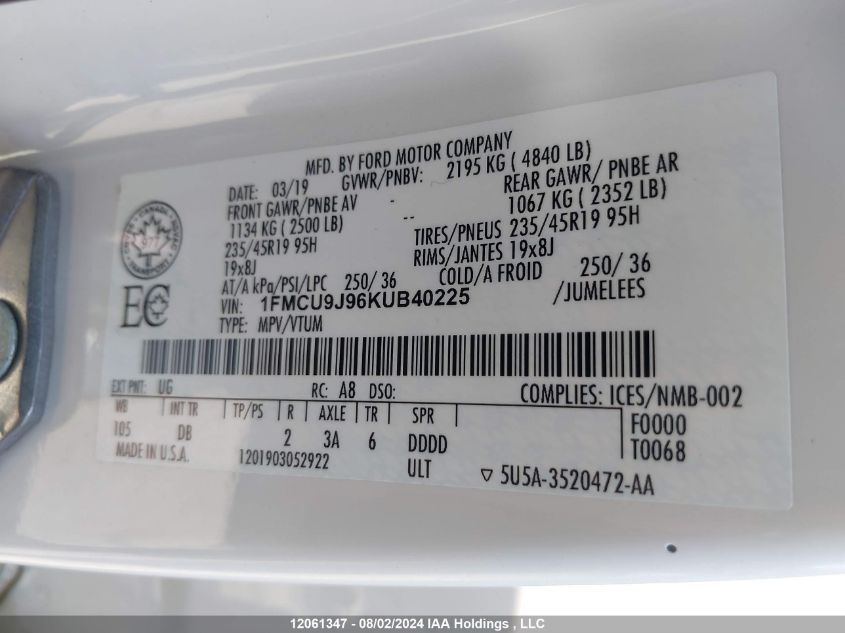 MFD. BY FORD MOTOR COMPANY
DATE: 03/19 GVWR/PNBV: 2195 KG ( 4840 LB)
FRONT GAWR/PNBE AV - REAR GAWR/ PNBE AR
1134 KG ( 2500 LB) -- 1067 KG ( 2352 LB)
235/45R19 95H TIRES/PNEUS 235/45R19 95H
19x8J RIMS/JANTES 19x8J
AT/A kPa/PSI/LPC 250/ 36 COLD/A FROID 250/ 36
VIN: 1FMCU9J96KUB40225 /JUMELEES
TYPE: MPV/VTUM
CANADA
TRANSPORT
EC
EXT PNT: UG RC: A8 DSO: COMPLIES: ICES/NMB-002
WB INT TR TP/PS R AXLE TR SPR F0000
105 DB 2 3A 6 DDDD T0068
MADE IN U.S.A. 1201903052922 ULT ▽ 5U5A-3520472-AA
12061347 - 08/02/2024 IAA Holdings , LLC